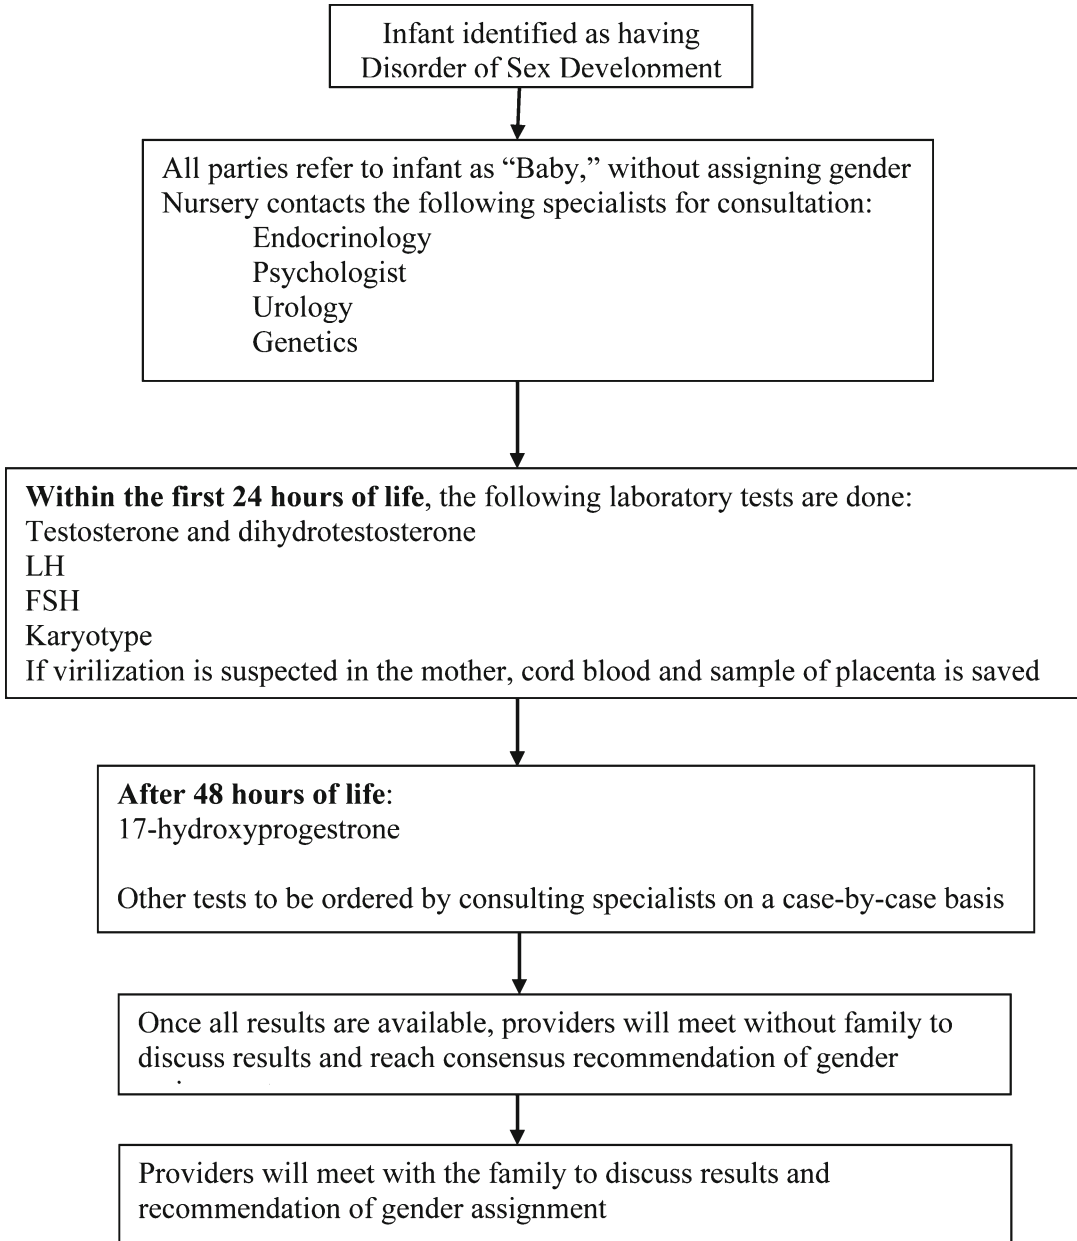 Infant identified as having
Disorder of Sex Development
All parties refer to infant as “Baby,” without assigning gender
Nursery contacts the following specialists for consultation:
Endocrinology
Psychologist
Urology
Genetics
Within the first 24 hours of life, the following laboratory tests are done:
Testosterone and dihydrotestosterone
LH
FSH
Karyotype
If virilization is suspected in the mother, cord blood and sample of placenta is saved
After 48 hours of life:
17-hydroxyprogestrone
Other tests to be ordered by consulting specialists on a case-by-case basis
Once all results are available, providers will meet without family to
discuss results and reach consensus recommendation of gender
Providers will meet with the family to discuss results and
recommendation of gender assignment